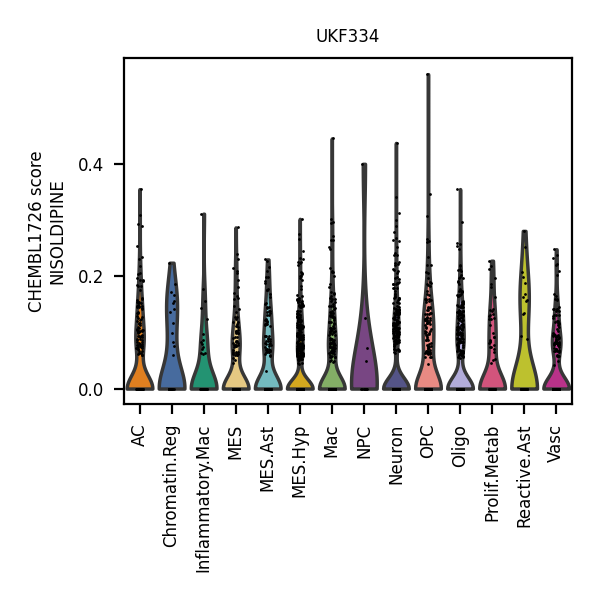 UKF334
CHEMBL1726 score
NISOLDIPINE
0.4
0.2
0.0
AC
Chromatin.Reg
Inflammatory.Mac
MES
MES.Ast
MES.Hyp
Mac
NPC
Neuron
OPC
Oligo
Prolif.Metab
Reactive.Ast
Vasc